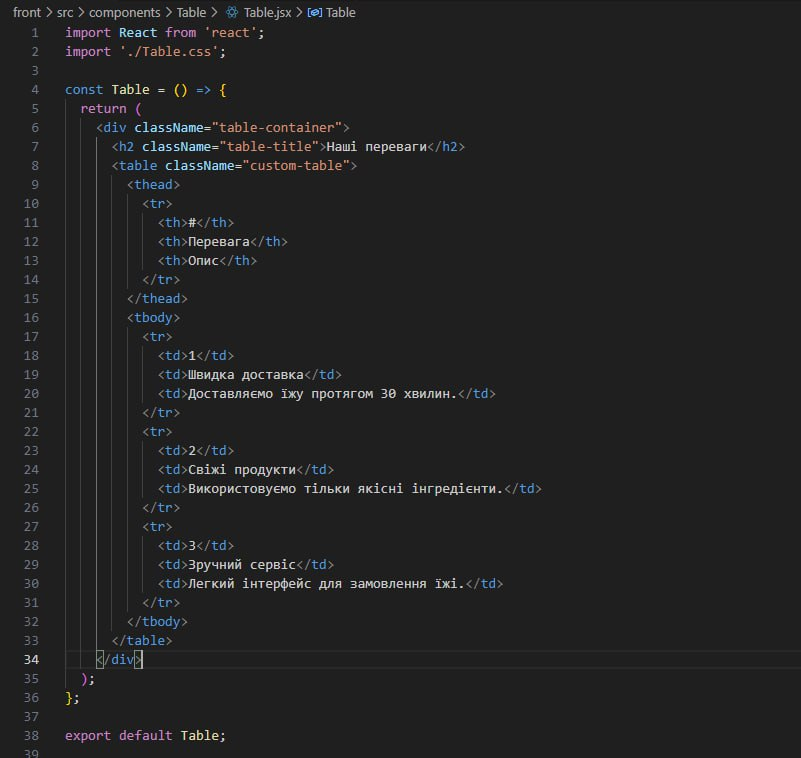 front > src > components > Table > Table.jsx > Table
1 import React from 'react';
2 import './Table.css';
3
4 const Table = () => {
5 return (
6 <div className="table-container">
7 <h2 className="table-title">Наші переваги</h2>
8 <table className="custom-table">
9 <thead>
10 <tr>
11 <th>#</th>
12 <th>Перевага</th>
13 <th>Опис</th>
14 </tr>
15 </thead>
16 <tbody>
17 <tr>
18 <td>1</td>
19 <td>Швидка доставка</td>
20 <td>Доставляємо їжу протягом 30 хвилин.</td>
21 </tr>
22 <tr>
23 <td>2</td>
24 <td>Свіжі продукти</td>
25 <td>Використовуємо тільки якісні інгредієнти.</td>
26 </tr>
27 <tr>
28 <td>3</td>
29 <td>Зручний сервіс</td>
30 <td>Легкий інтерфейс для замовлення їжі.</td>
31 </tr>
32 </tbody>
33 </table>
34 </div>
35 );
36 };
37
38 export default Table;
39